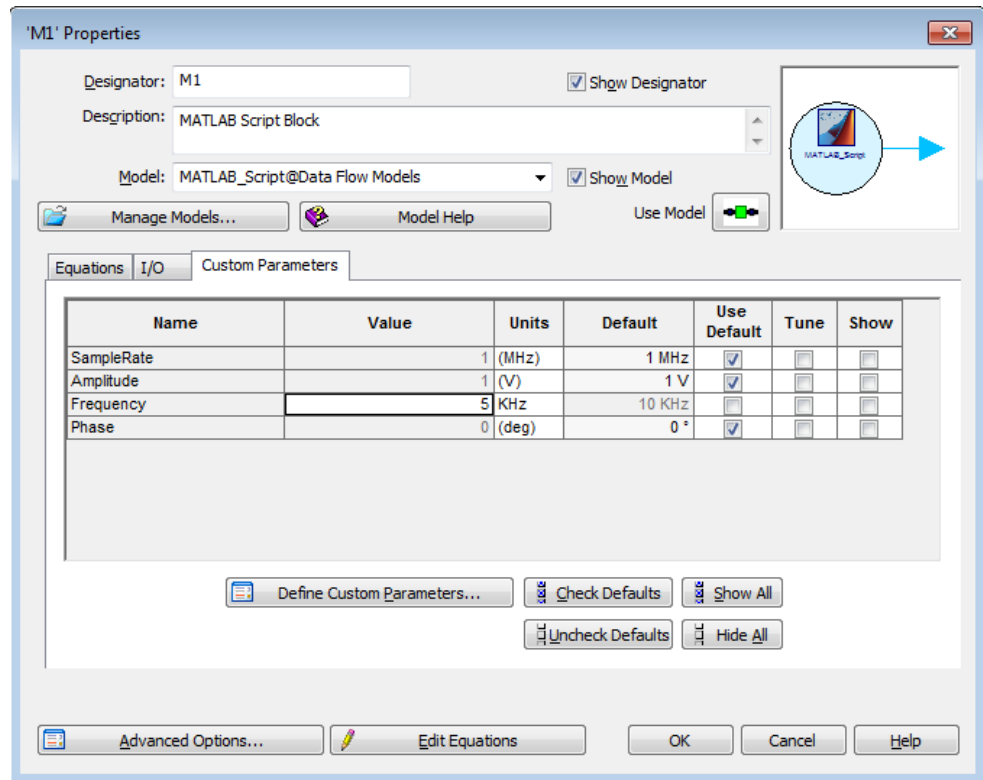 'M1' Properties
Designator: M1
Show Designator
Description: MATLAB Script Block
MATLAB_Script
Model: MATLAB_Script@Data Flow Models
Show Model
Manage Models... Model Help Use Model
Equations I/O Custom Parameters
Name Value Units Default Use Default Tune Show
SampleRate 1 (MHz) 1 MHz
Amplitude 1 (V) 1 V
Frequency 5 KHz 10 KHz
Phase 0 (deg) 0 °
Define Custom Parameters... Check Defaults Show All
Uncheck Defaults Hide All
Advanced Options... Edit Equations OK Cancel Help